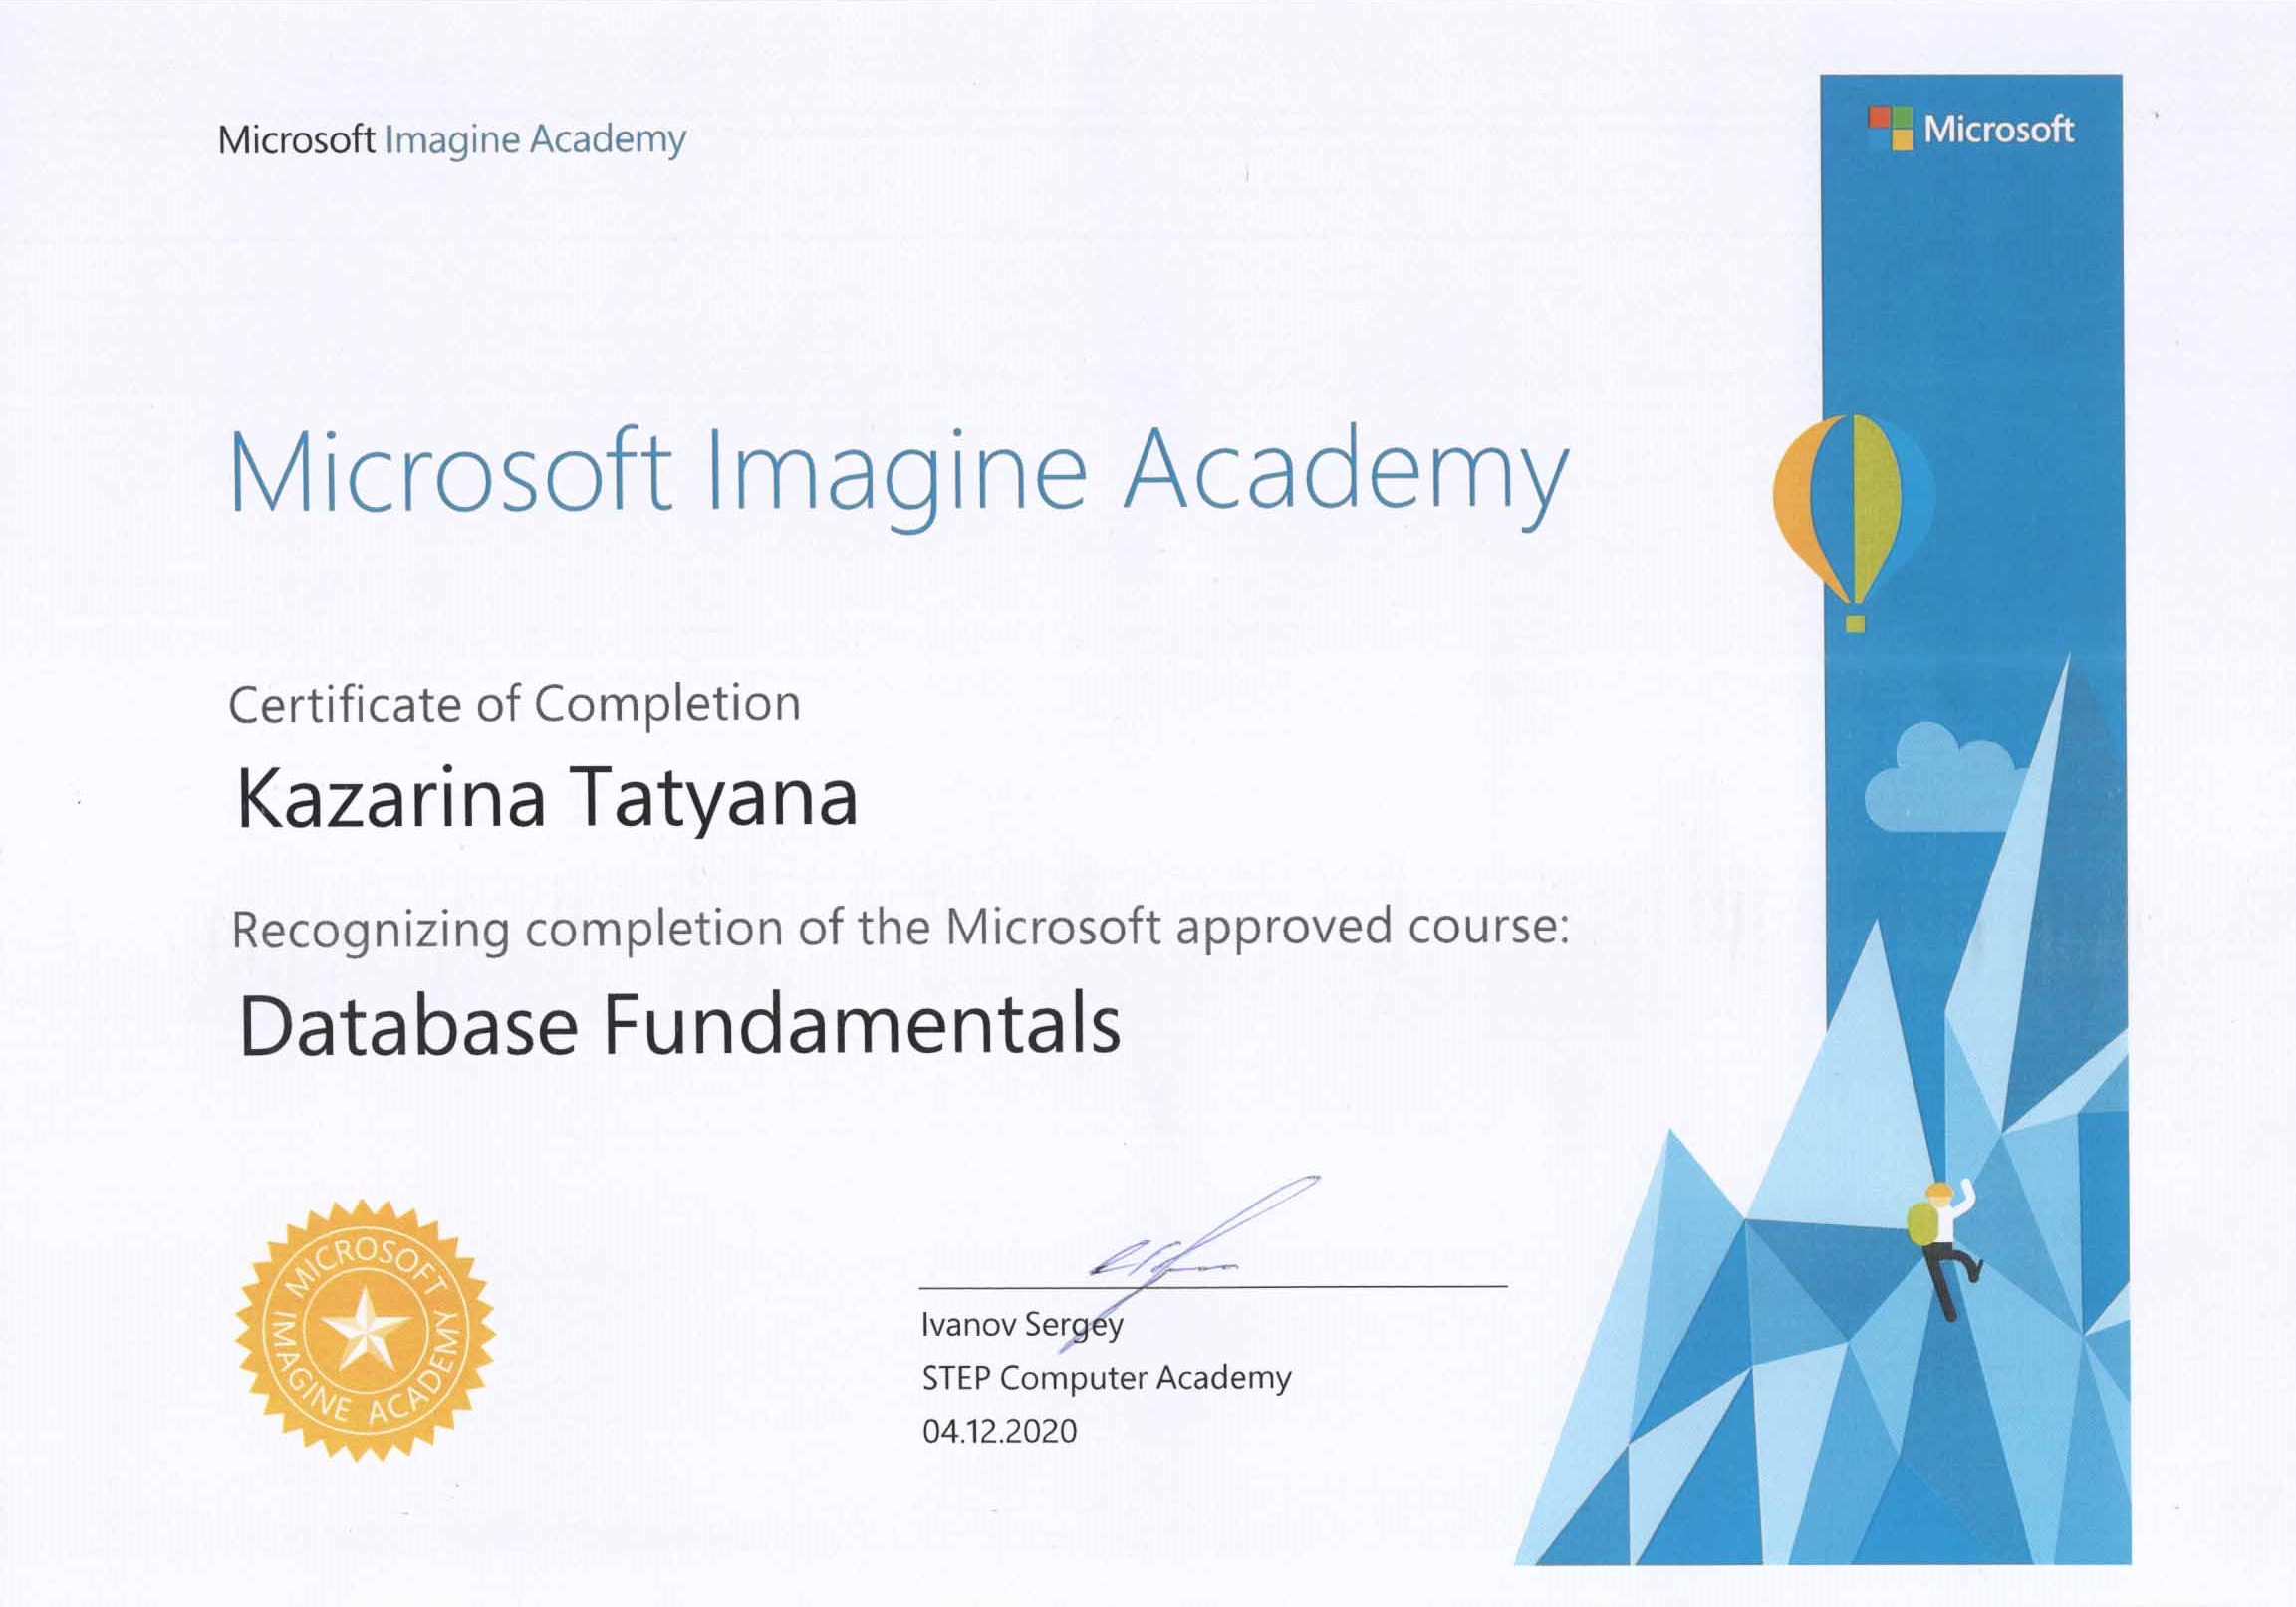 Microsoft Imagine Academy
Microsoft
Microsoft Imagine Academy
Certificate of Completion
Kazarina Tatyana
Recognizing completion of the Microsoft approved course:
Database Fundamentals
MICROSOFT
IMAGINE ACADEMY
Ivanov Sergey
STEP Computer Academy
04.12.2020